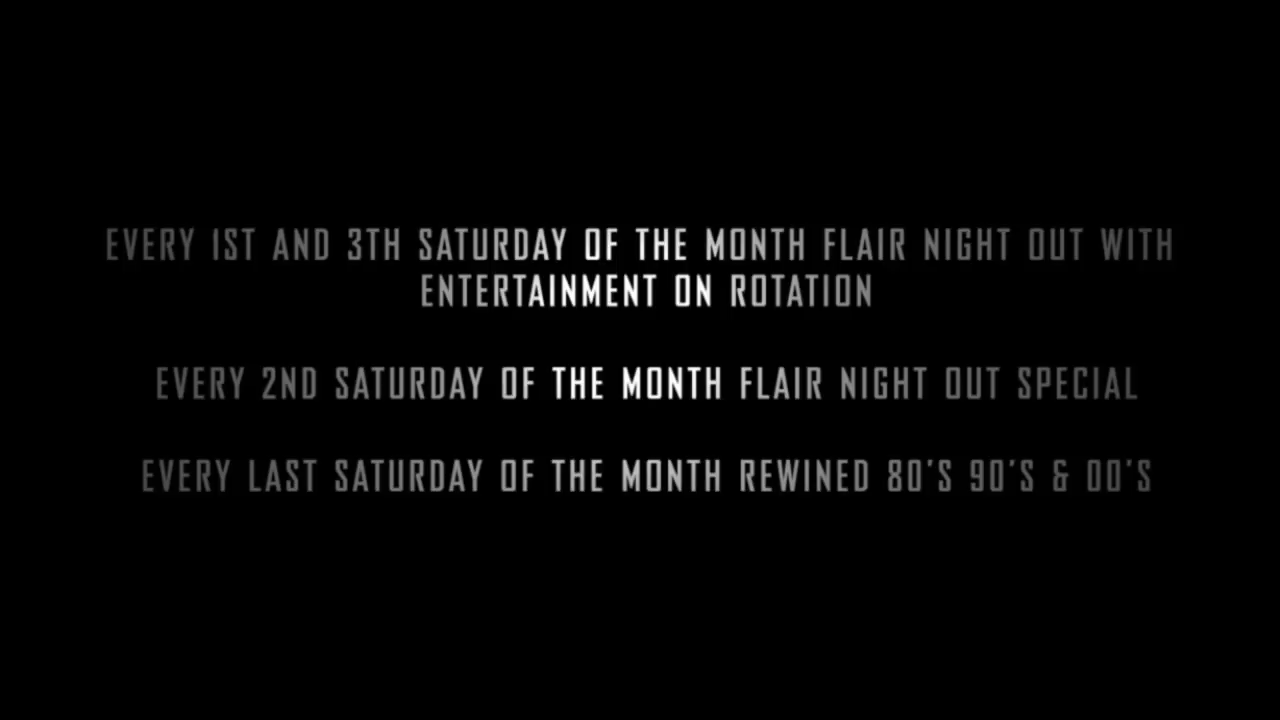 EVERY 1ST AND 3TH SATURDAY OF THE MONTH FLAIR NIGHT OUT WITH
ENTERTAINMENT ON ROTATION
EVERY 2ND SATURDAY OF THE MONTH FLAIR NIGHT OUT SPECIAL
EVERY LAST SATURDAY OF THE MONTH REWINED 80'S 90'S & 00'S